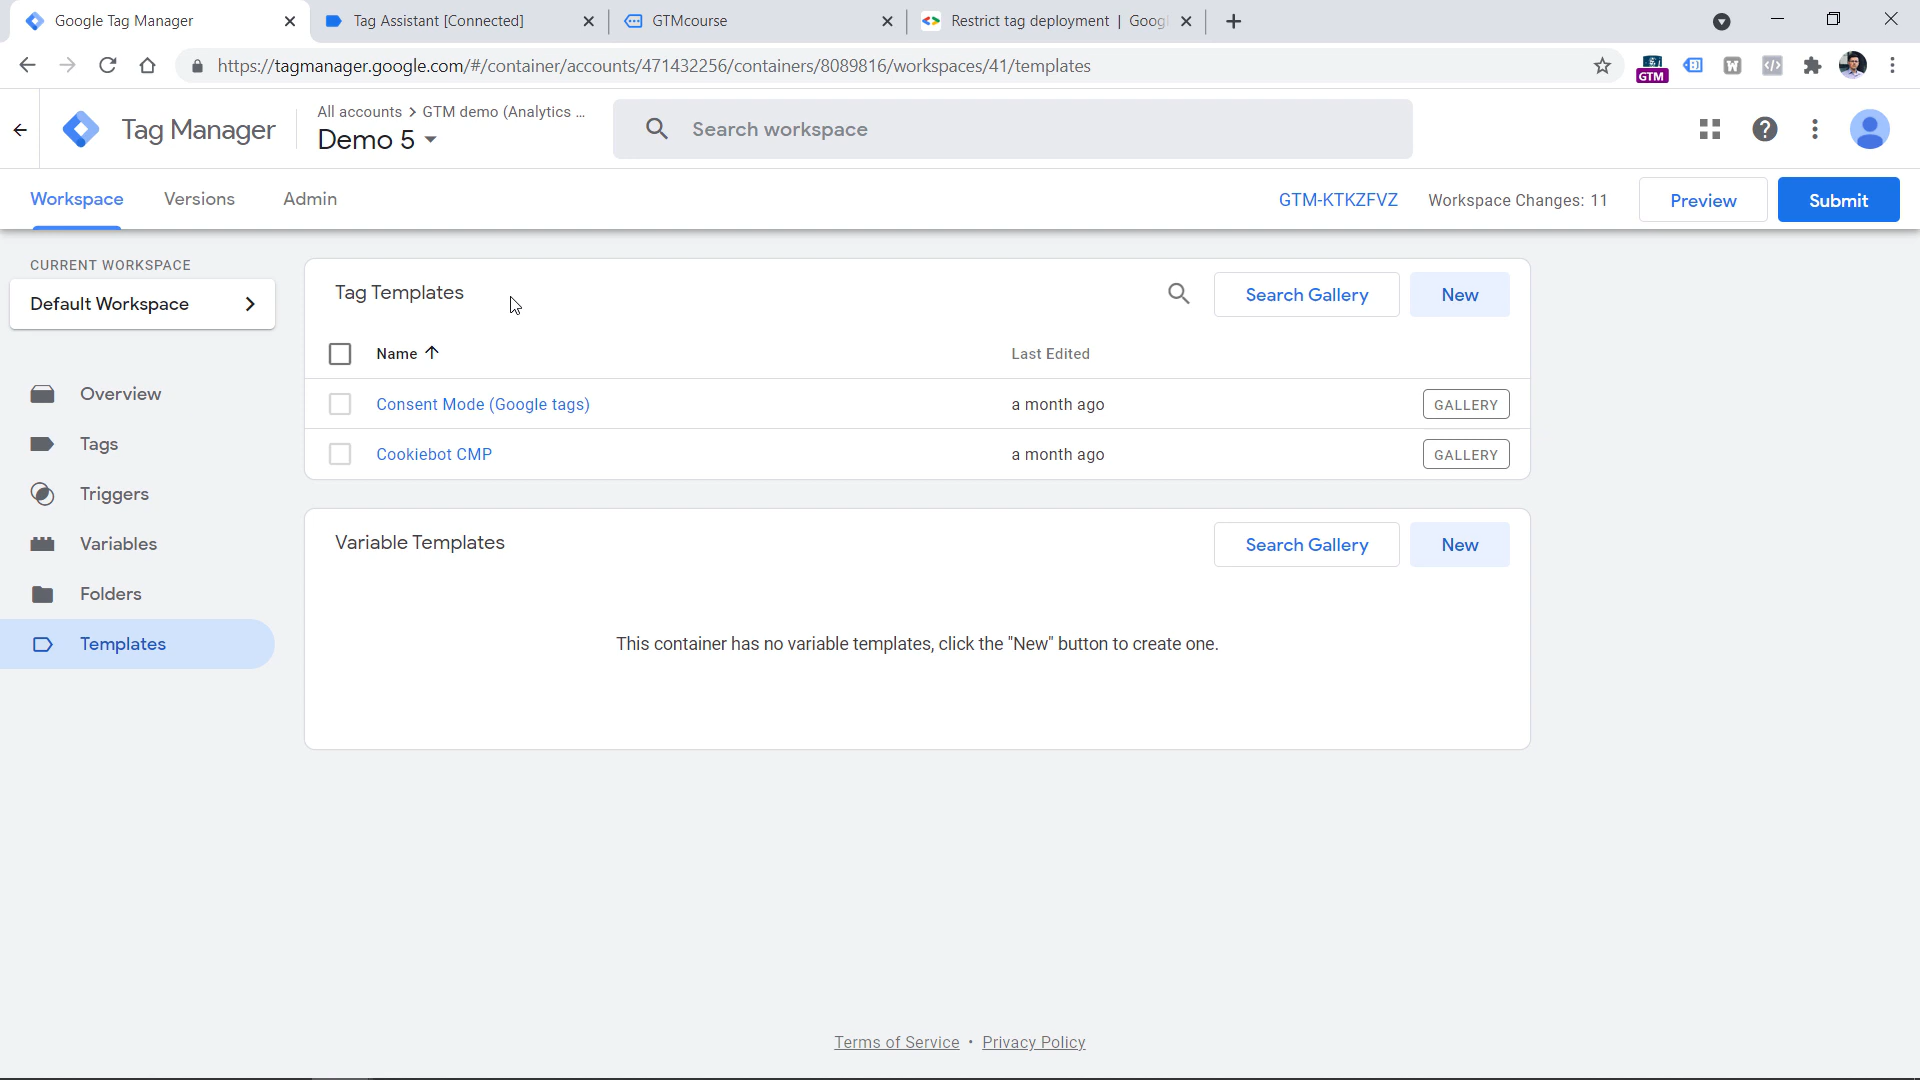 Google Tag Manager
Tag Assistant [Connected]
GTMcourse
Restrict tag deployment | Goog
https://tagmanager.google.com/#/container/accounts/471432256/containers/8089816/workspaces/41/templates
GTM
Tag Manager
All accounts > GTM demo (Analytics ...
Demo 5
Search workspace
Workspace
Versions
Admin
GTM-KTKZFVZ
Workspace Changes: 11
Preview
Submit
CURRENT WORKSPACE
Default Workspace
Overview
Tags
Triggers
Variables
Folders
Templates
Tag Templates
Search Gallery
New
Name
Last Edited
Consent Mode (Google tags)
a month ago
GALLERY
Cookiebot CMP
a month ago
GALLERY
Variable Templates
Search Gallery
New
This container has no variable templates, click the "New" button to create one.
Terms of Service • Privacy Policy